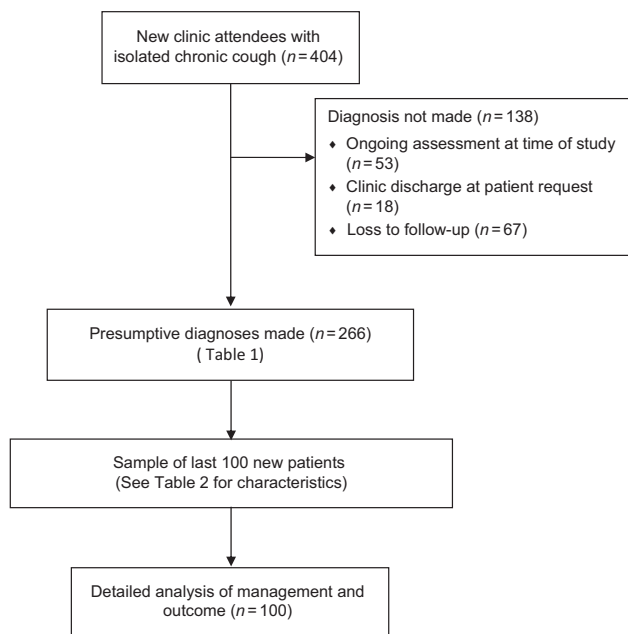 New clinic attendees with
isolated chronic cough (n = 404)
Diagnosis not made (n = 138)
♦ Ongoing assessment at time of study
(n = 53)
♦ Clinic discharge at patient request
(n = 18)
♦ Loss to follow-up (n = 67)
Presumptive diagnoses made (n = 266)
( Table 1)
Sample of last 100 new patients
(See Table 2 for characteristics)
Detailed analysis of management and
outcome (n = 100)